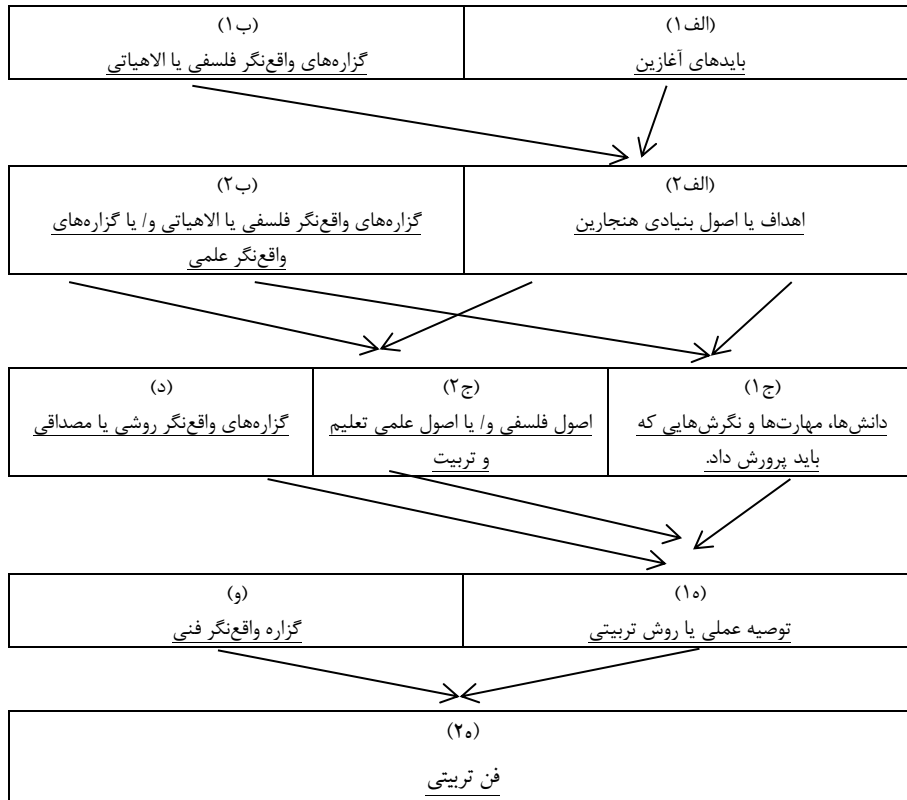 (الف۱)
بایدهای آغازین
(ب۱)
گزاره‌های واقع‌نگر فلسفی یا الاهیاتی
(الف۲)
اهداف یا اصول بنیادی هنجارین
(ب۲)
گزاره‌های واقع‌نگر فلسفی یا الاهیاتی و/ یا گزاره‌های
واقع‌نگر علمی
(ج۱)
دانش‌ها، مهارت‌ها و نگرش‌هایی که
باید پرورش داد.
(ج۲)
اصول فلسفی و/ یا اصول علمی تعلیم
و تربیت
(د)
گزاره‌های واقع‌نگر روشی یا مصداقی
(ه۱)
توصیه عملی یا روش تربیتی
(و)
گزاره واقع‌نگر فنی
(ه۲)
فن تربیتی